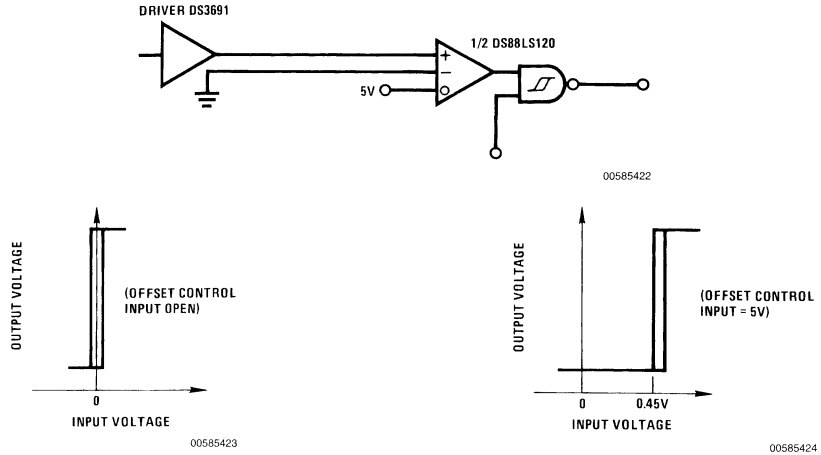 DRIVER DS3691
1/2 DS88LS120
+
−
5V
00585422
OUTPUT VOLTAGE
(OFFSET CONTROL
INPUT OPEN)
0
INPUT VOLTAGE
00585423
OUTPUT VOLTAGE
(OFFSET CONTROL
INPUT = 5V)
0
0.45V
INPUT VOLTAGE
00585424